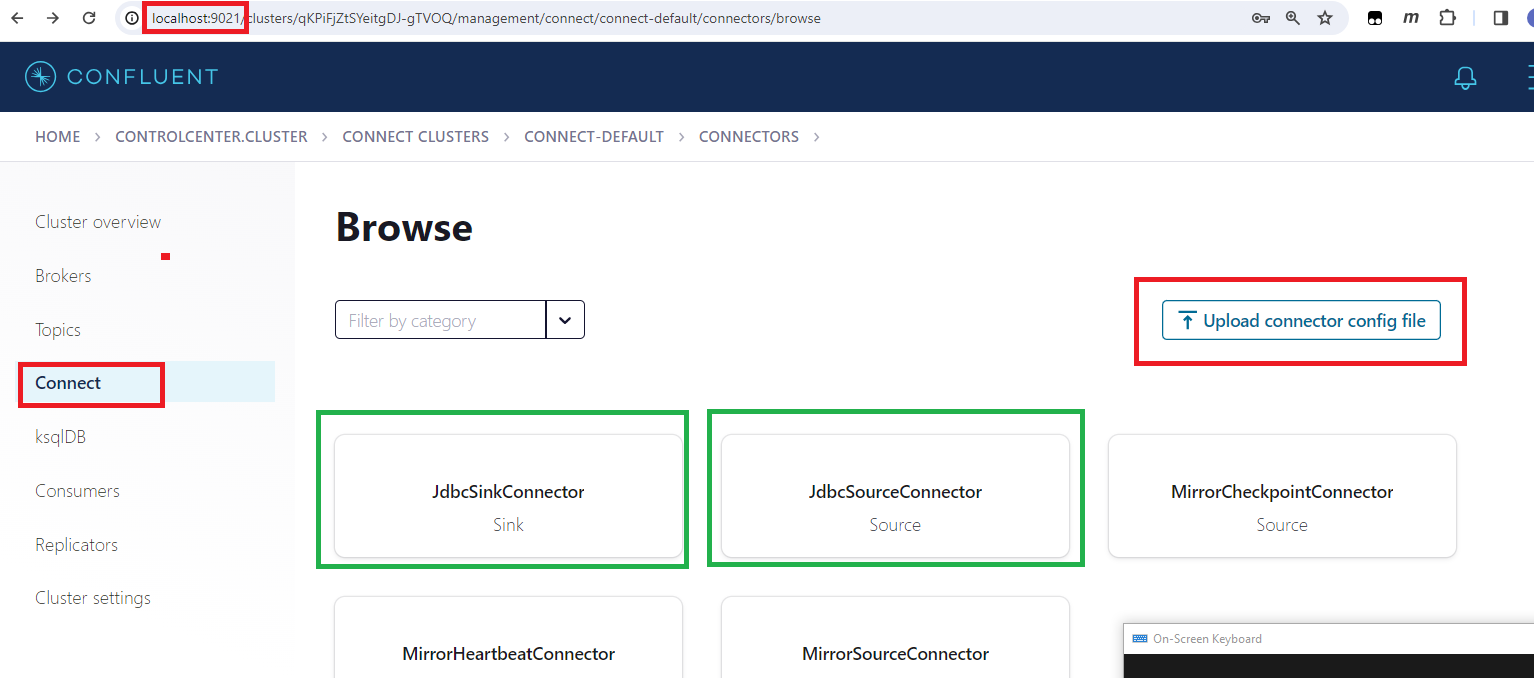 localhost:9021/clusters/qKPiFjZtSYeitgDJ-gTVOQ/management/connect/connect-default/connectors/browse
m
CONFLUENT
HOME > CONTROLCENTER.CLUSTER > CONNECT CLUSTERS > CONNECT-DEFAULT > CONNECTORS >
Cluster overview
Brokers
Topics
Connect
ksqlDB
Consumers
Replicators
Cluster settings
Browse
Filter by category
Upload connector config file
JdbcSinkConnector
Sink
JdbcSourceConnector
Source
MirrorCheckpointConnector
Source
MirrorHeartbeatConnector
MirrorSourceConnector
On-Screen Keyboard